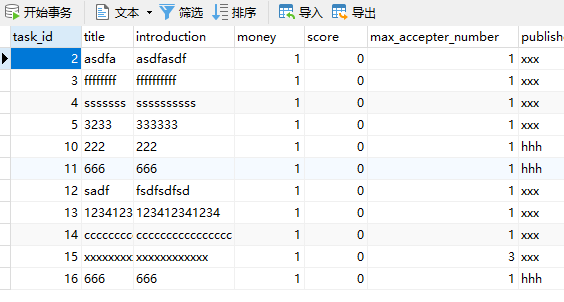 开始事务 文本 筛选 排序 导入 导出
task_id title introduction money score max_accepter_number publishe
2 asdfa asdfasdf 1 0 1 xxx
3 ffffffff ffffffffff 1 0 1 xxx
4 sssssss ssssssssss 1 0 1 xxx
5 3233 333333 1 0 1 xxx
10 222 222 1 0 1 hhh
11 666 666 1 0 1 hhh
12 sadf fsdfsdfsd 1 0 1 xxx
13 1234123 123412341234 1 0 1 xxx
14 ccccccccc cccccccccccccccc 1 0 1 xxx
15 xxxxxxxxx xxxxxxxxxxxx 1 0 3 xxx
16 666 666 1 0 1 hhh